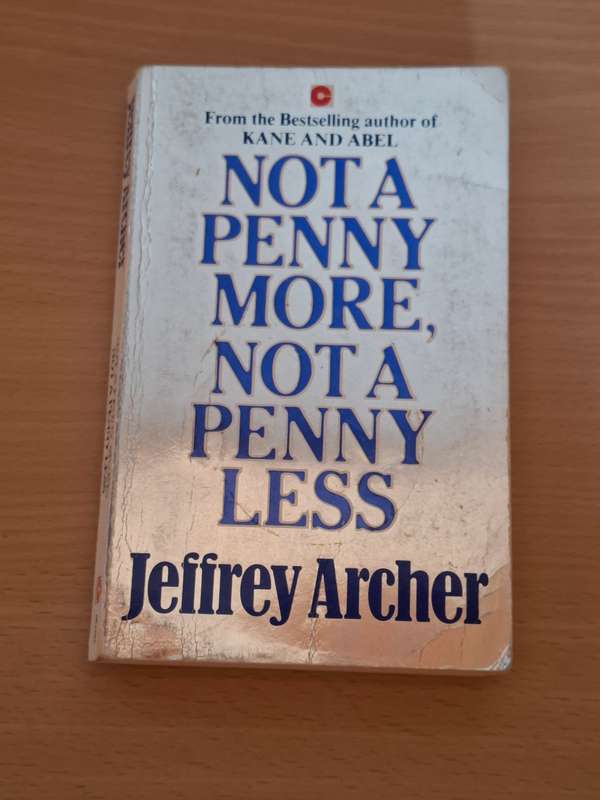 From the Bestselling author of
KANE AND ABEL
NOT A
PENNY
MORE,
NOT A
PENNY
LESS
Jeffrey Archer